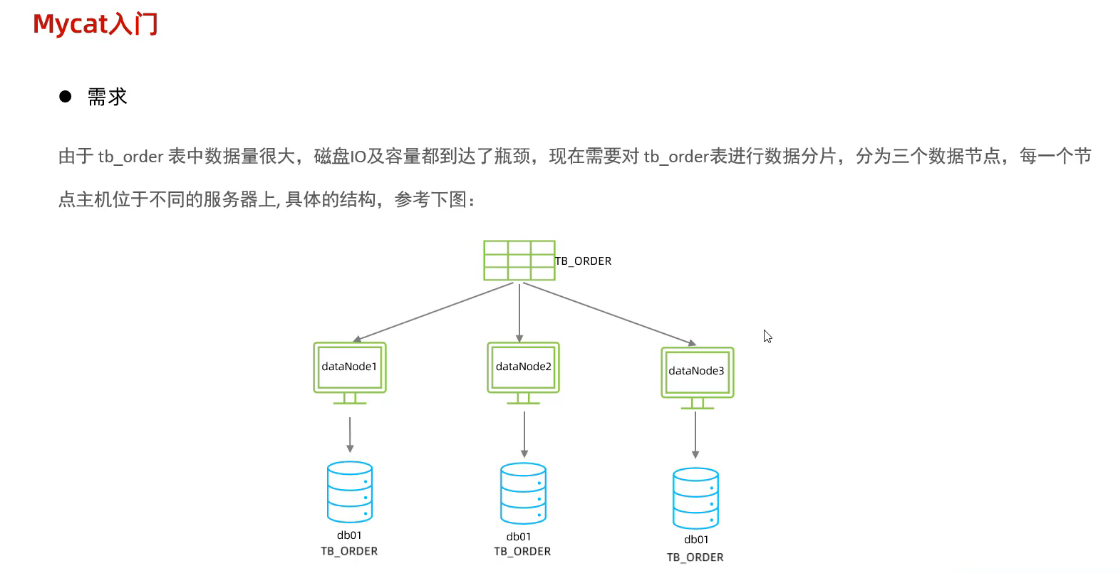 Mycat入门
● 需求
由于 tb_order 表中数据量很大，磁盘IO及容量都到达了瓶颈，现在需要对 tb_order表进行数据分片，分为三个数据节点，每一个节
点主机位于不同的服务器上, 具体的结构，参考下图：
TB_ORDER
dataNode1
dataNode2
dataNode3
db01
TB_ORDER
db01
TB_ORDER
db01
TB_ORDER